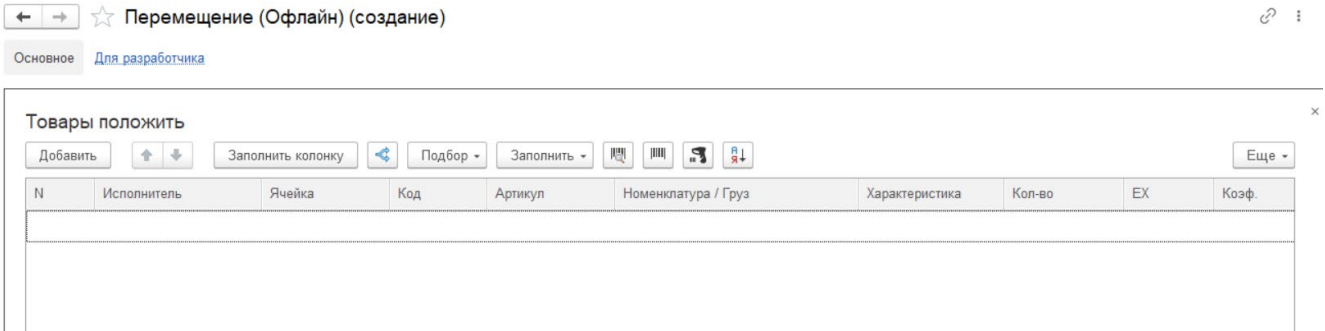 Перемещение (Офлайн) (создание)
Основное Для разработчика
Товары положить
Добавить Заполнить колонку Подбор Заполнить Еще
N Исполнитель Ячейка Код Артикул Номенклатура / Груз Характеристика Кол-во ЕХ Коэф.